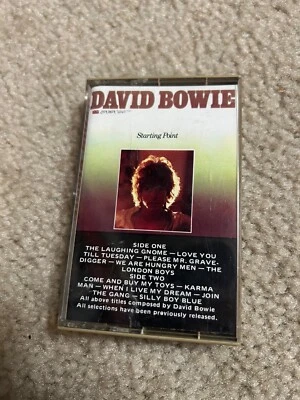 DAVID BOWIE
Starting Point
SIDE ONE
THE LAUGHING GNOME — LOVE YOU
TILL TUESDAY — PLEASE MR. GRAVE-
DIGGER — WE ARE HUNGRY MEN — THE
LONDON BOYS
SIDE TWO
COME AND BUY MY TOYS — KARMA
MAN — WHEN I LIVE MY DREAM — JOIN
THE GANG — SILLY BOY BLUE
All above titles composed by David Bowie
All selections have been previously released.